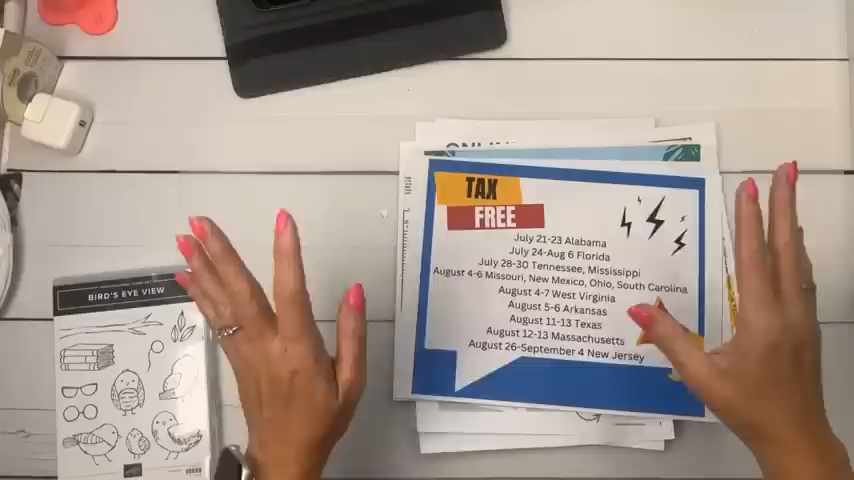 TAX
FREE
July 21-23 Alabama
July 24-Aug 6 Florida
July 28-30 Tennessee, Mississippi
August 4-6 Missouri, New Mexico, Ohio, South Carolina
August 4-7 West Virginia
August 5-6 Arkansas
August 11-13 Texas
August 12-13 Massachusetts
August 26-September 4 New Jersey
BIRD'S EYE VIEW